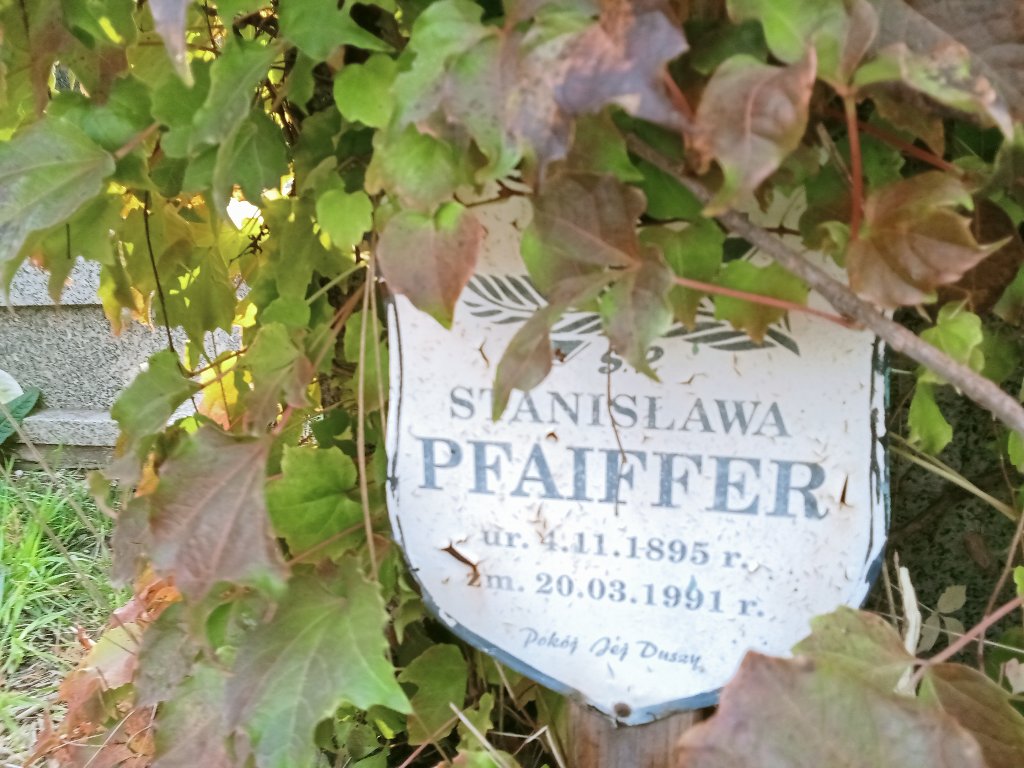 STANISŁAWA
PFAIFFER
ur. 4.11.1895 r.
zm. 20.03.1991 r.
Pokój Jej Duszy